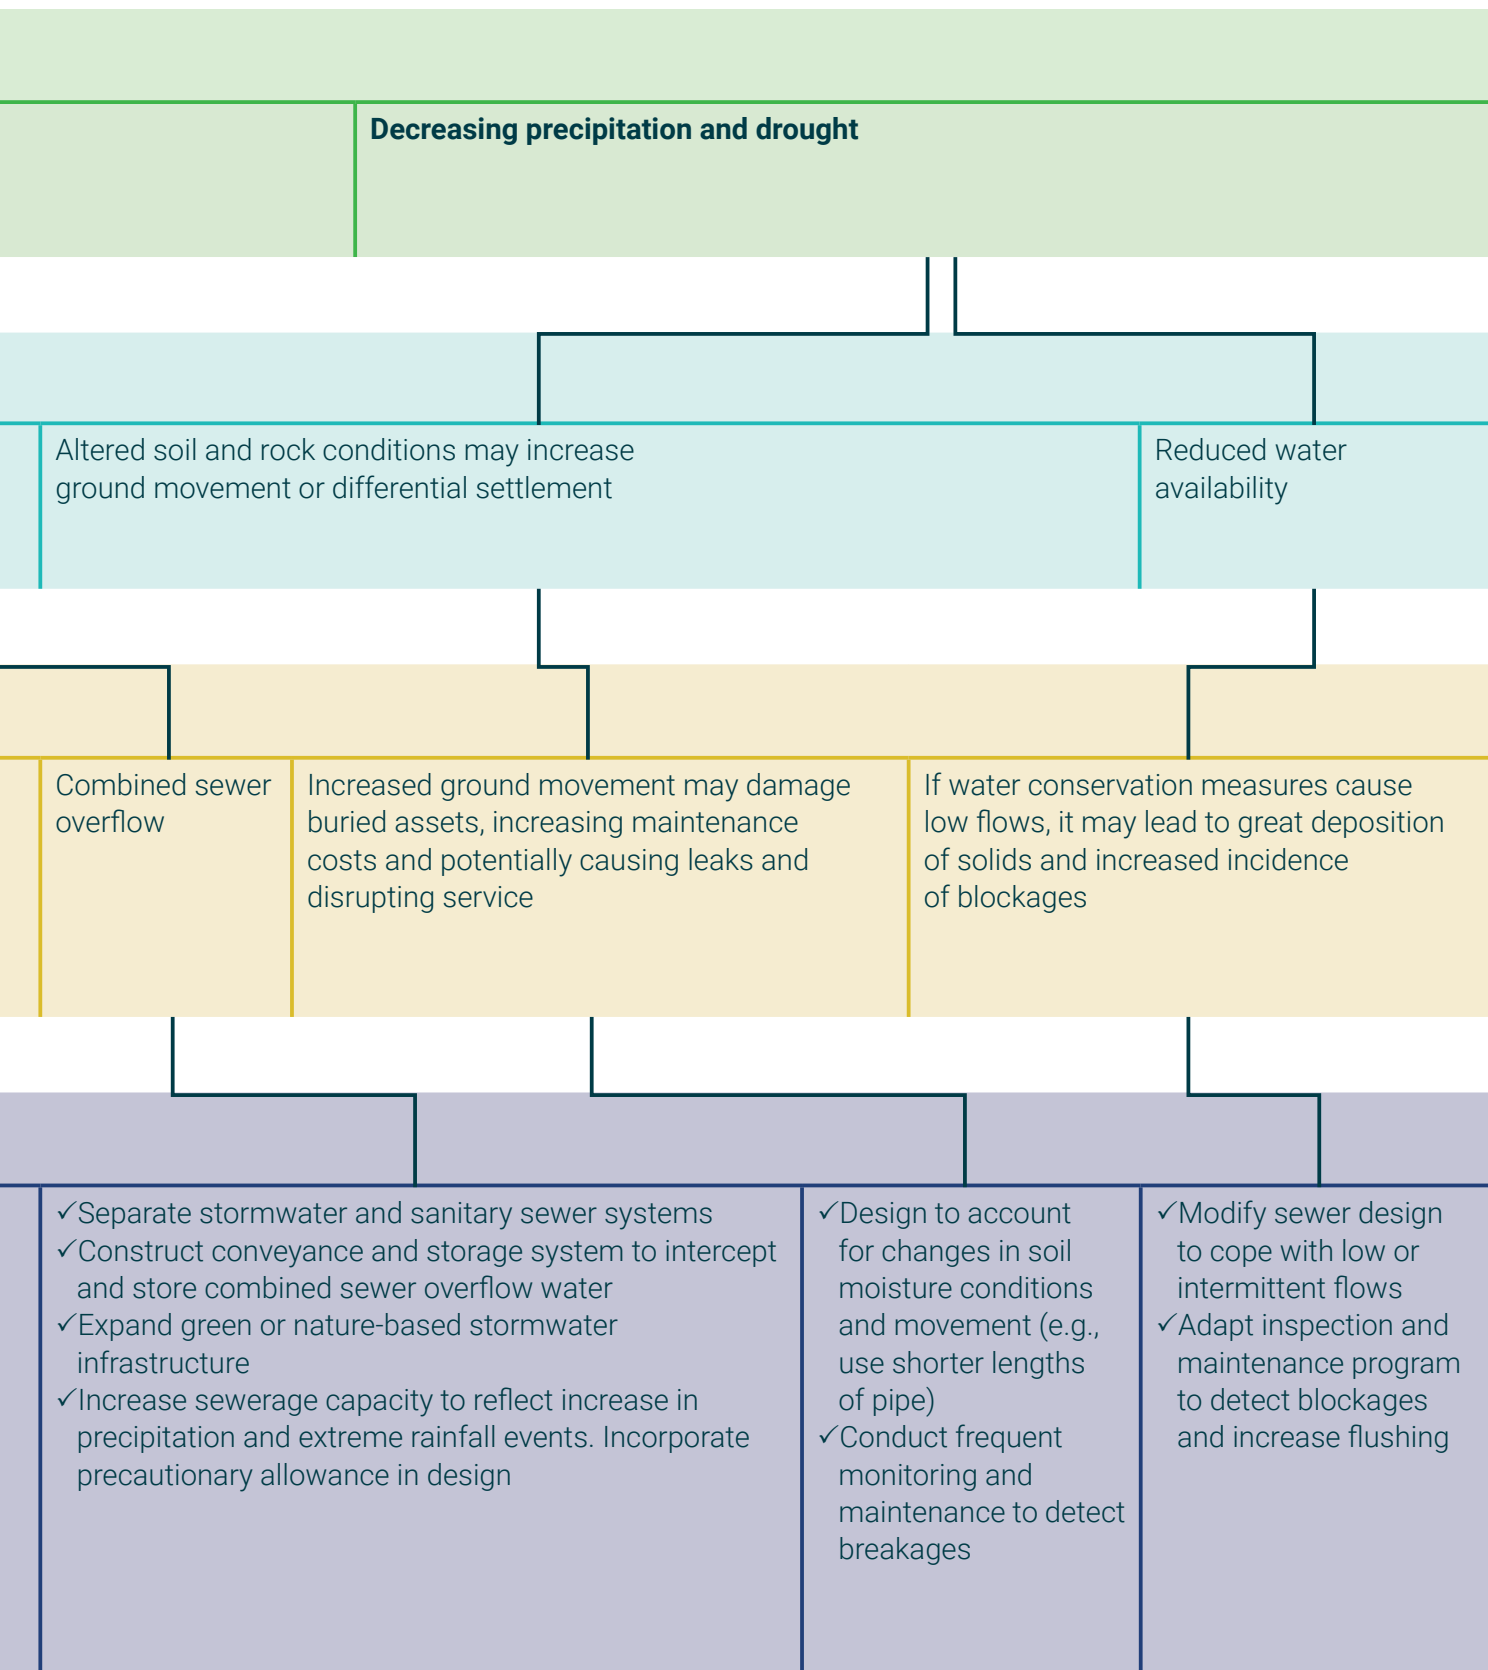 Decreasing precipitation and drought
Altered soil and rock conditions may increase
ground movement or differential settlement
Reduced water
availability
Combined sewer
overflow
Increased ground movement may damage
buried assets, increasing maintenance
costs and potentially causing leaks and
disrupting service
If water conservation measures cause
low flows, it may lead to great deposition
of solids and increased incidence
of blockages
✓Separate stormwater and sanitary sewer systems
✓Construct conveyance and storage system to intercept
and store combined sewer overflow water
✓Expand green or nature-based stormwater
infrastructure
✓Increase sewerage capacity to reflect increase in
precipitation and extreme rainfall events. Incorporate
precautionary allowance in design
✓Design to account
for changes in soil
moisture conditions
and movement (e.g.,
use shorter lengths
of pipe)
✓Conduct frequent
monitoring and
maintenance to detect
breakages
✓Modify sewer design
to cope with low or
intermittent flows
✓Adapt inspection and
maintenance program
to detect blockages
and increase flushing